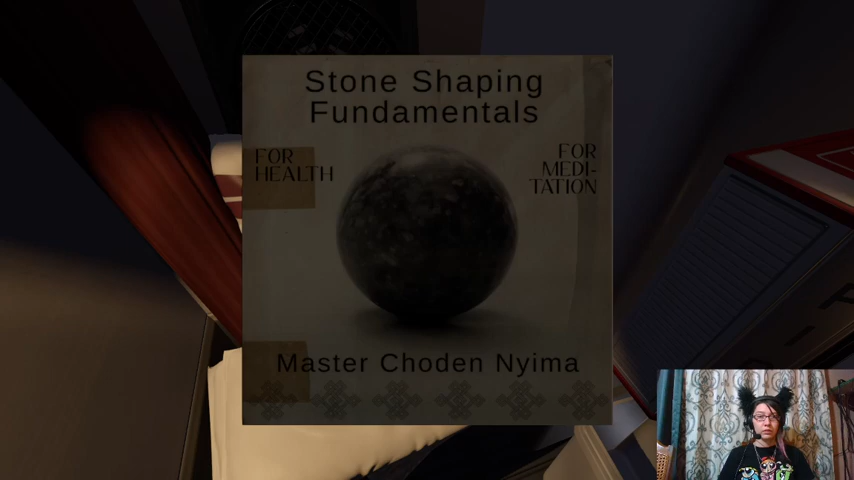 Stone Shaping
Fundamentals
FOR
HEALTH
FOR
MEDI-
TATION
Master Choden Nyima